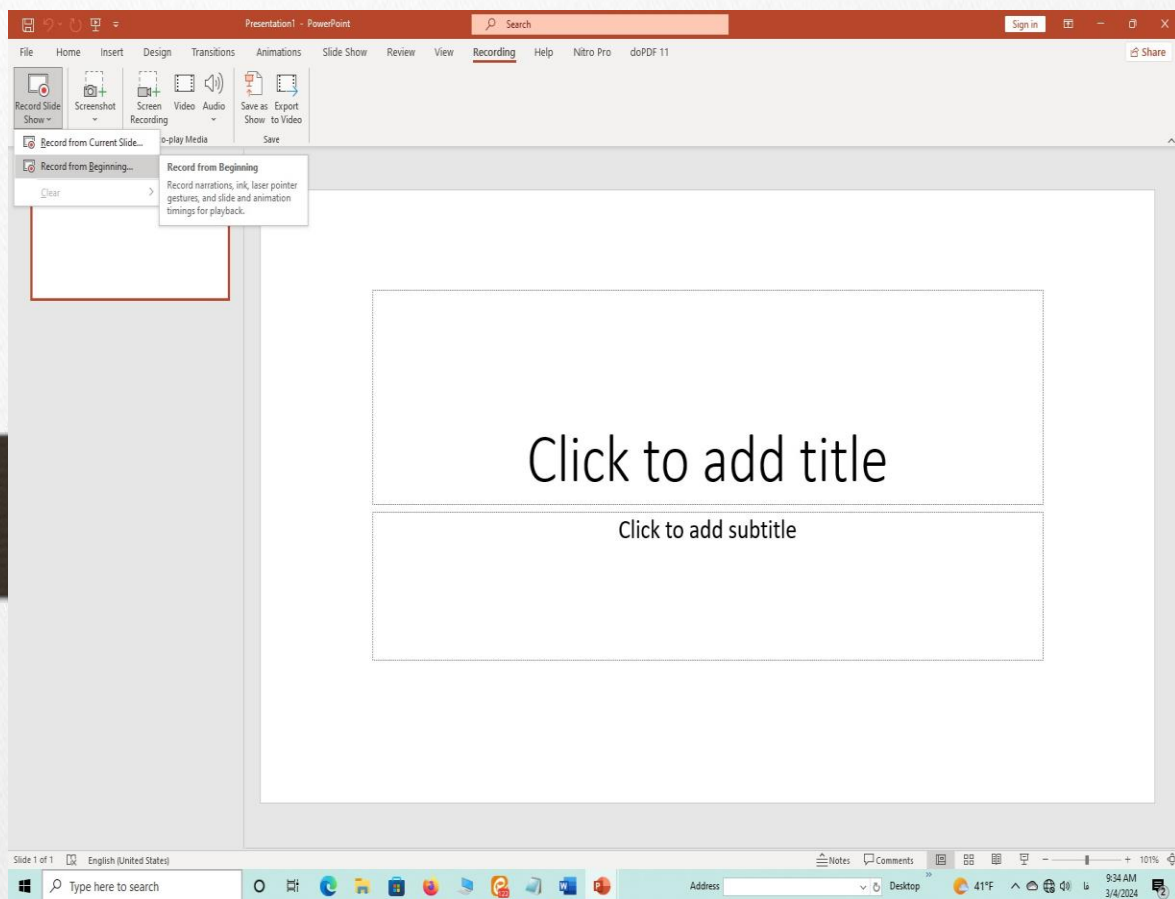 Presentation1 - PowerPoint
Search
Sign in
File Home Insert Design Transitions Animations Slide Show Review View Recording Help Nitro Pro doPDF 11
Share
Record Slide Show
Screenshot
Screen Recording
Video
Audio
Save as Show
Export to Video
o-play Media
Save
Record from Current Slide...
Record from Beginning...
Clear
Record from Beginning
Record narrations, ink, laser pointer
gestures, and slide and animation
timings for playback.
Click to add title
Click to add subtitle
Slide 1 of 1 English (United States)
Notes Comments 101%
Type here to search
Address
Desktop
41°F
فا
9:34 AM
3/4/2024
2